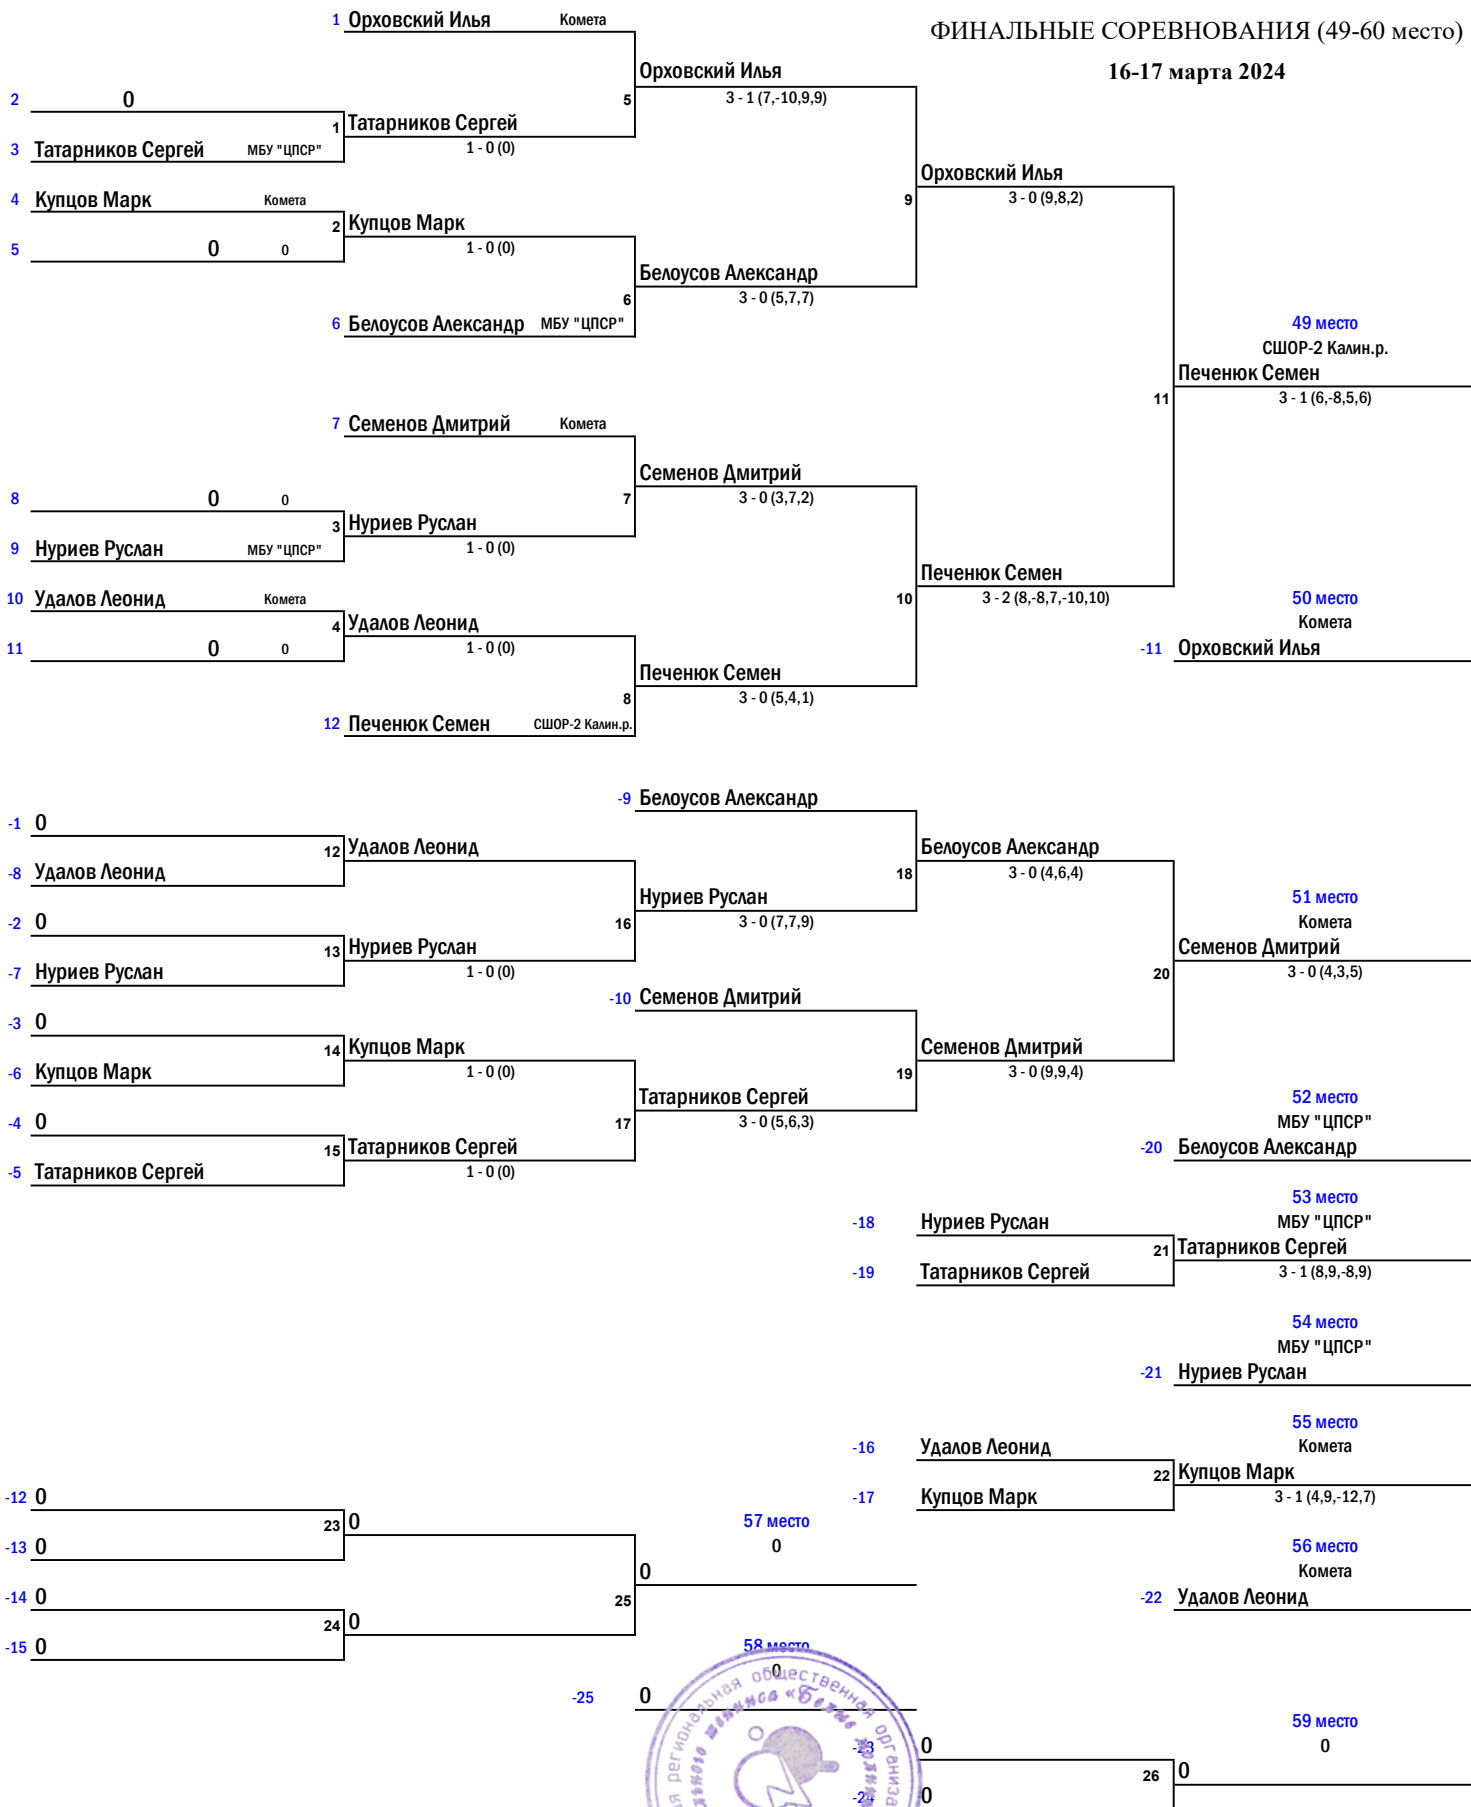 1 Орховский Илья Комета
ФИНАЛЬНЫЕ СОРЕВНОВАНИЯ (49-60 место)
Орховский Илья
16-17 марта 2024
2 0
5 3 - 1 (7,-10,9,9)
1 Татарников Сергей
3 Татарников Сергей МБУ "ЦПСР" 1 - 0 (0)
Орховский Илья
4 Купцов Марк Комета
9 3 - 0 (9,8,2)
2 Купцов Марк
5 0 0 1 - 0 (0)
Белоусов Александр
6 3 - 0 (5,7,7)
6 Белоусов Александр МБУ "ЦПСР"
49 место
СШОР-2 Калин.р.
Печенюк Семен
11 3 - 1 (6,-8,5,6)
7 Семенов Дмитрий Комета
Семенов Дмитрий
8 0 0
7 3 - 0 (3,7,2)
3 Нуриев Руслан
9 Нуриев Руслан МБУ "ЦПСР" 1 - 0 (0)
Печенюк Семен
10 Удалов Леонид Комета
10 3 - 2 (8,-8,7,-10,10)
50 место
4 Удалов Леонид
Комета
11 0 0 1 - 0 (0)
-11 Орховский Илья
Печенюк Семен
8 3 - 0 (5,4,1)
12 Печенюк Семен СШОР-2 Калин.р.
-9 Белоусов Александр
-1 0
12 Удалов Леонид
Белоусов Александр
-8 Удалов Леонид
18 3 - 0 (4,6,4)
Нуриев Руслан
51 место
-2 0
16 3 - 0 (7,7,9)
Комета
13 Нуриев Руслан
Семенов Дмитрий
-7 Нуриев Руслан 1 - 0 (0)
20 3 - 0 (4,3,5)
-10 Семенов Дмитрий
-3 0
14 Купцов Марк
Семенов Дмитрий
-6 Купцов Марк 1 - 0 (0)
19 3 - 0 (9,9,4)
Татарников Сергей
52 место
-4 0
17 3 - 0 (5,6,3)
МБУ "ЦПСР"
15 Татарников Сергей
-20 Белоусов Александр
-5 Татарников Сергей 1 - 0 (0)
53 место
-18 Нуриев Руслан МБУ "ЦПСР"
21 Татарников Сергей
-19 Татарников Сергей 3 - 1 (8,9,-8,9)
54 место
МБУ "ЦПСР"
-21 Нуриев Руслан
55 место
-16 Удалов Леонид Комета
22 Купцов Марк
-12 0
-17 Купцов Марк 3 - 1 (4,9,-12,7)
23 0
57 место
-13 0
0
56 место
0
Комета
-14 0
25
-22 Удалов Леонид
24 0
-15 0
58 место
0
-25 0
59 место
-23 0 0
26 0
-24 0
региональная общественная